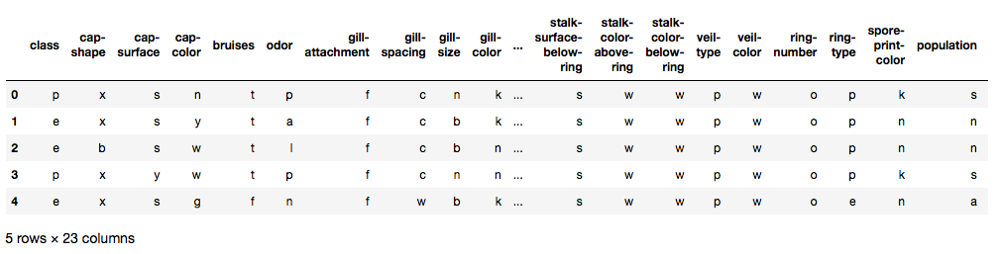 class cap-shape cap-surface cap-color bruises odor gill-attachment gill-spacing gill-size gill-color ... stalk-surface-below-ring stalk-color-above-ring stalk-color-below-ring veil-type veil-color ring-number ring-type spore-print-color population
0 p x s n t p f c n k ... s w w p w o p k s
1 e x s y t a f c b k ... s w w p w o p n n
2 e b s w t l f c b n ... s w w p w o p n n
3 p x y w t p f c n n ... s w w p w o p k s
4 e x s g f n f w b k ... s w w p w o e n a
5 rows × 23 columns